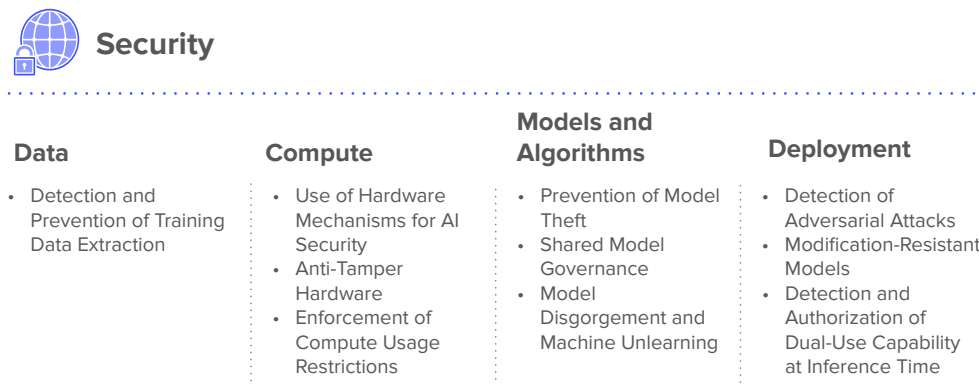 Security
Data
• Detection and
Prevention of Training
Data Extraction
Compute
• Use of Hardware
Mechanisms for AI
Security
• Anti-Tamper
Hardware
• Enforcement of
Compute Usage
Restrictions
Models and
Algorithms
• Prevention of Model
Theft
• Shared Model
Governance
• Model
Disgorgement and
Machine Unlearning
Deployment
• Detection of
Adversarial Attacks
• Modification-Resistant
Models
• Detection and
Authorization of
Dual-Use Capability
at Inference Time